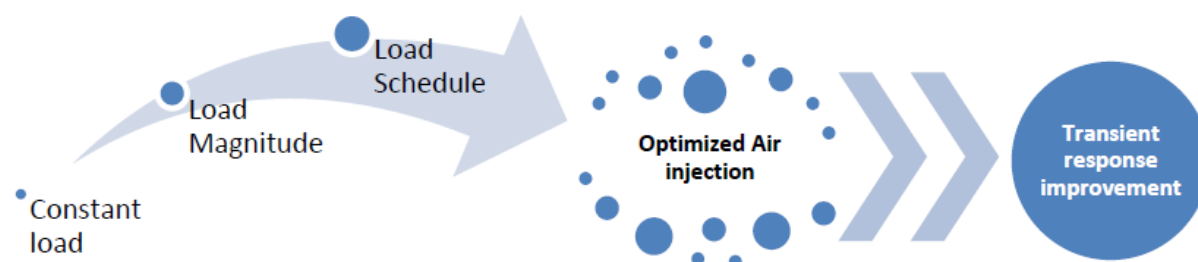 Constant
load
Load
Magnitude
Load
Schedule
Optimized Air
injection
Transient
response
improvement